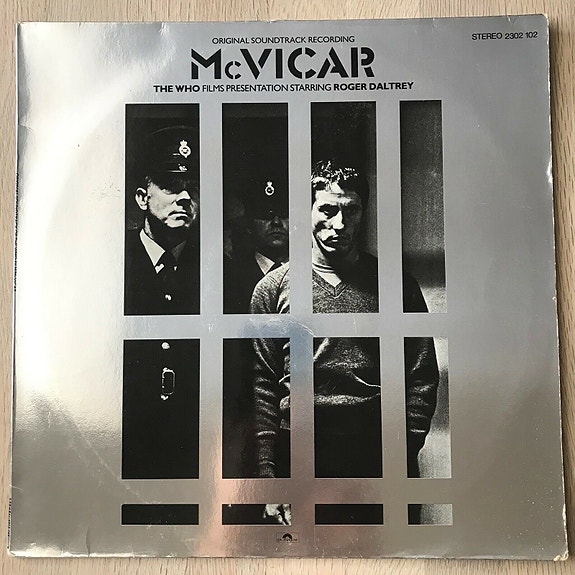 ORIGINAL SOUNDTRACK RECORDING
STEREO 2302 102
McVICAR
THE WHO FILMS PRESENTATION STARRING ROGER DALTREY